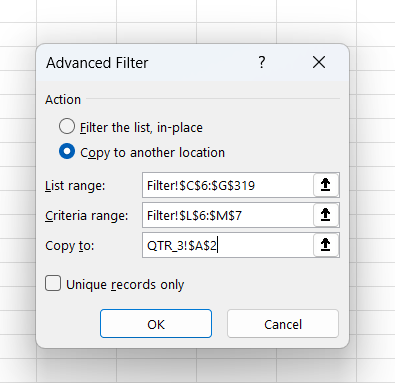 Advanced Filter ?
Action
Filter the list, in-place
Copy to another location
List range: Filter!$C$6:$G$319
Criteria range: Filter!$L$6:$M$7
Copy to: QTR_3!$A$2
Unique records only
OK Cancel